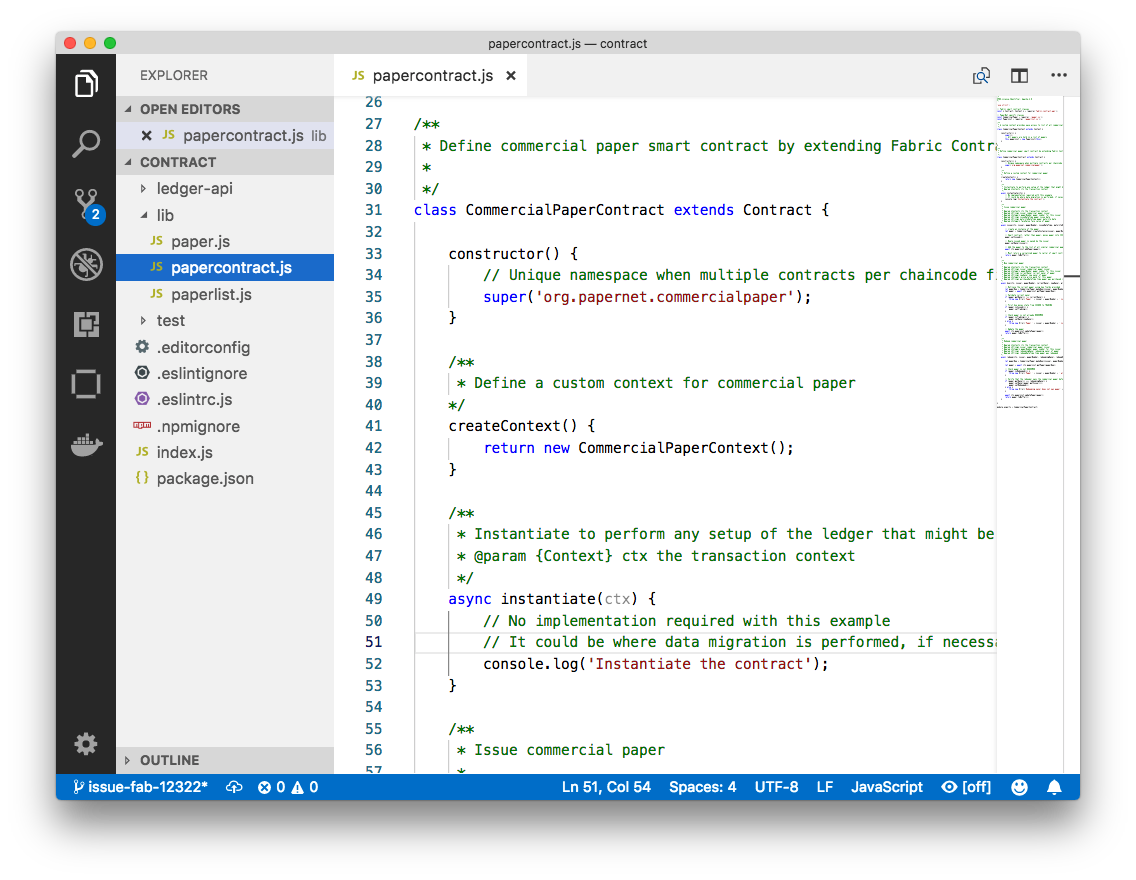 papercontract.js — contract
EXPLORER
OPEN EDITORS
JS papercontract.js lib
2
CONTRACT
ledger-api
lib
JS paper.js
JS papercontract.js
JS paperlist.js
test
.editorconfig
.eslintignore
.eslintrc.js
npm .npmignore
JS index.js
{} package.json
OUTLINE
JS papercontract.js
26
27 /**
28 * Define commercial paper smart contract by extending Fabric
29 *
30 */
31 class CommercialPaperContract extends Contract {
32
33 constructor() {
34 // Unique namespace when multiple contracts per chaincode
35 super('org.papernet.commercialpaper');
36 }
37
38 /**
39 * Define a custom context for commercial paper
40 */
41 createContext() {
42 return new CommercialPaperContext();
43 }
44
45 /**
46 * Instantiate to perform any setup of the ledger that might be
47 * @param {Context} ctx the transaction context
48 */
49 async instantiate(ctx) {
50 // No implementation required with this example
51 // It could be where data migration is performed, if
52 console.log('Instantiate the contract');
53 }
54
55 /**
56 * Issue commercial paper
57 *
issue-fab-12322* 0 0 Ln 51, Col 54 Spaces: 4 UTF-8 LF JavaScript [off]